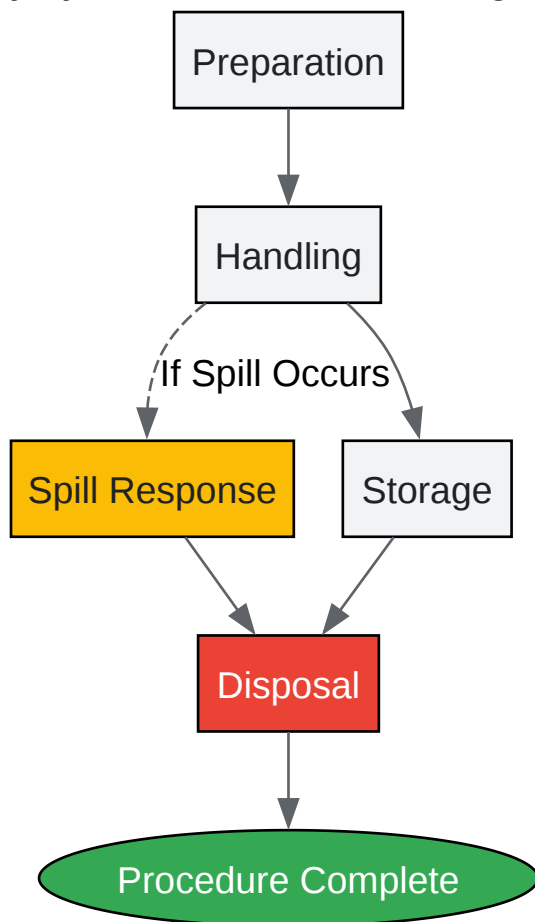 Preparation
Handling
If Spill Occurs
Spill Response
Storage
Disposal
Procedure Complete